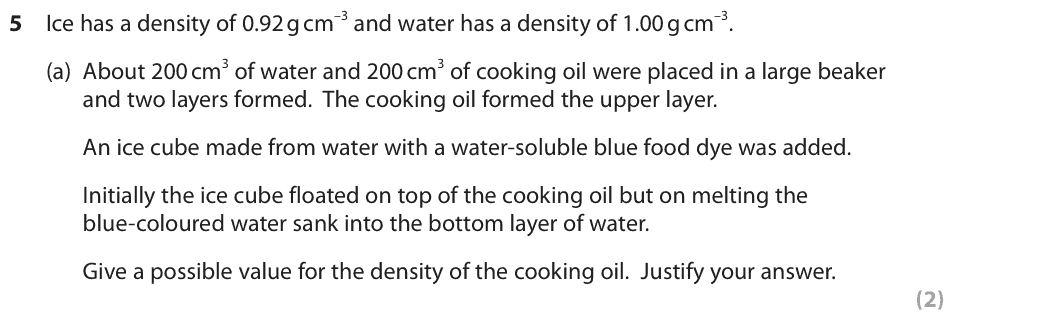 5 Ice has a density of 0.92 g cm⁻³ and water has a density of 1.00 g cm⁻³.
(a) About 200 cm³ of water and 200 cm³ of cooking oil were placed in a large beaker
and two layers formed. The cooking oil formed the upper layer.
An ice cube made from water with a water-soluble blue food dye was added.
Initially the ice cube floated on top of the cooking oil but on melting the
blue-coloured water sank into the bottom layer of water.
Give a possible value for the density of the cooking oil. Justify your answer.
(2)